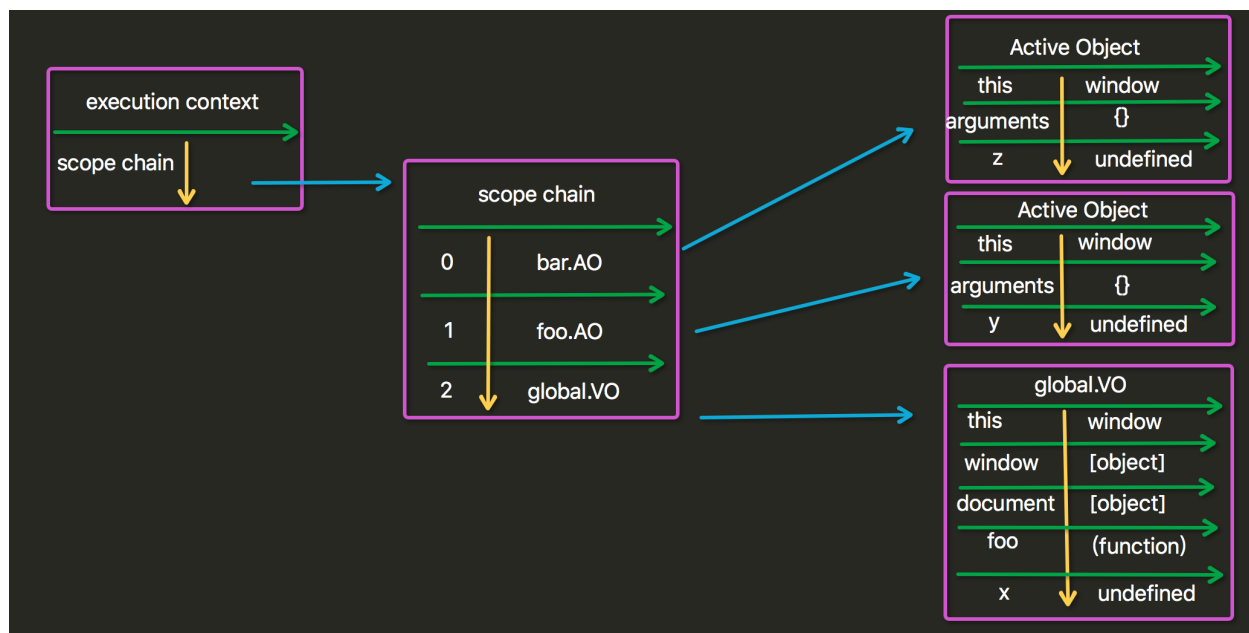 execution context
scope chain
scope chain
0 bar.AO
1 foo.AO
2 global.VO
Active Object
this window
arguments {}
z undefined
Active Object
this window
arguments {}
y undefined
global.VO
this window
window [object]
document [object]
foo (function)
x undefined